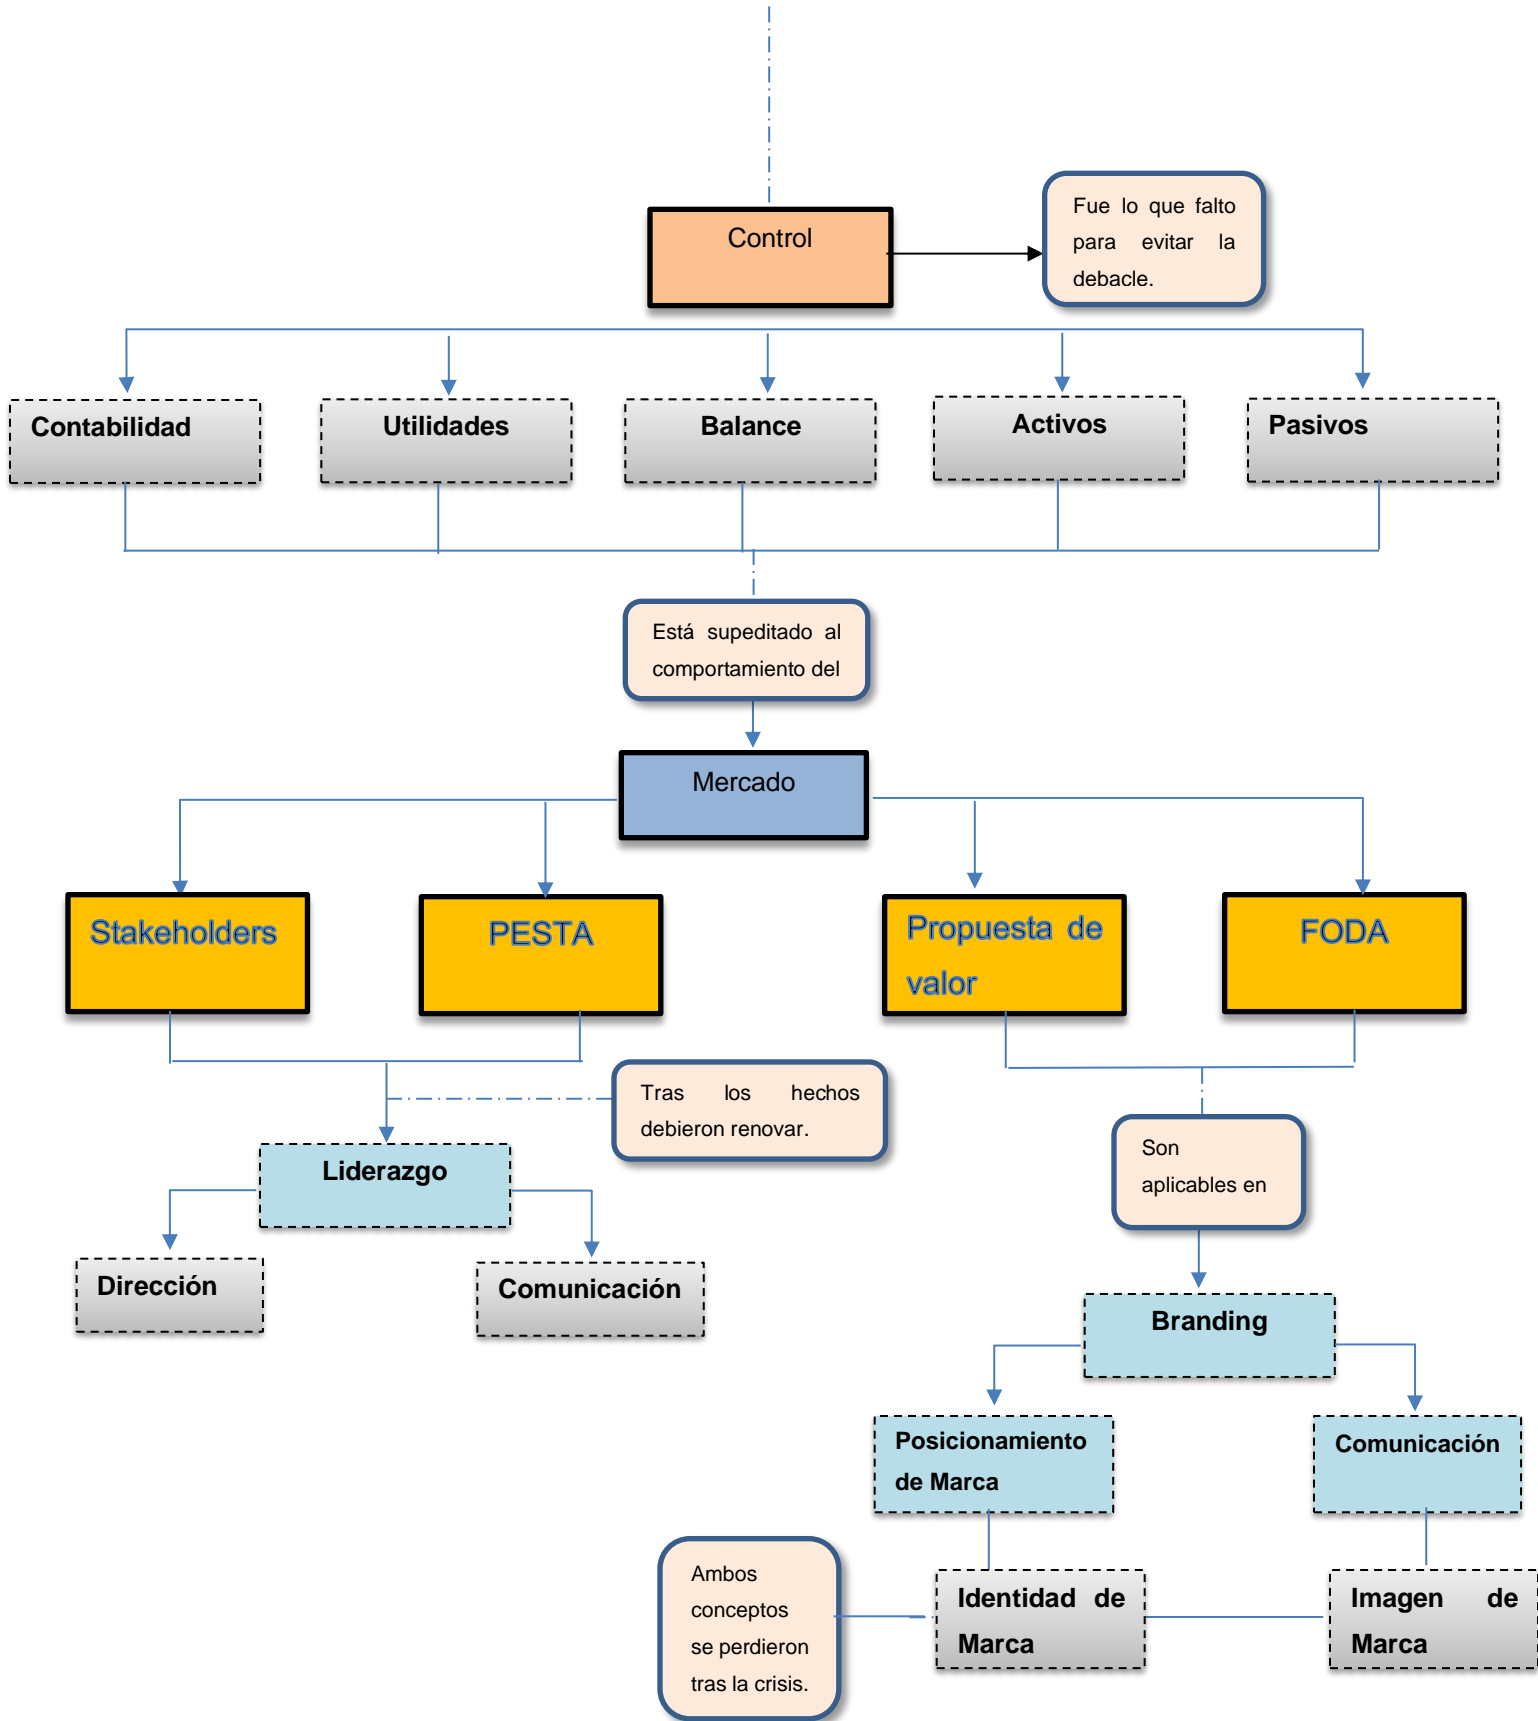 Control
Fue lo que falto
para evitar la
debacle.
Contabilidad
Utilidades
Balance
Activos
Pasivos
Está supeditado al
comportamiento del
Mercado
Stakeholders
PESTA
Propuesta de
valor
FODA
Tras los hechos
debieron renovar.
Liderazgo
Son
aplicables en
Dirección
Comunicación
Branding
Posicionamiento
de Marca
Comunicación
Ambos
conceptos
se perdieron
tras la crisis.
Identidad de
Marca
Imagen de
Marca